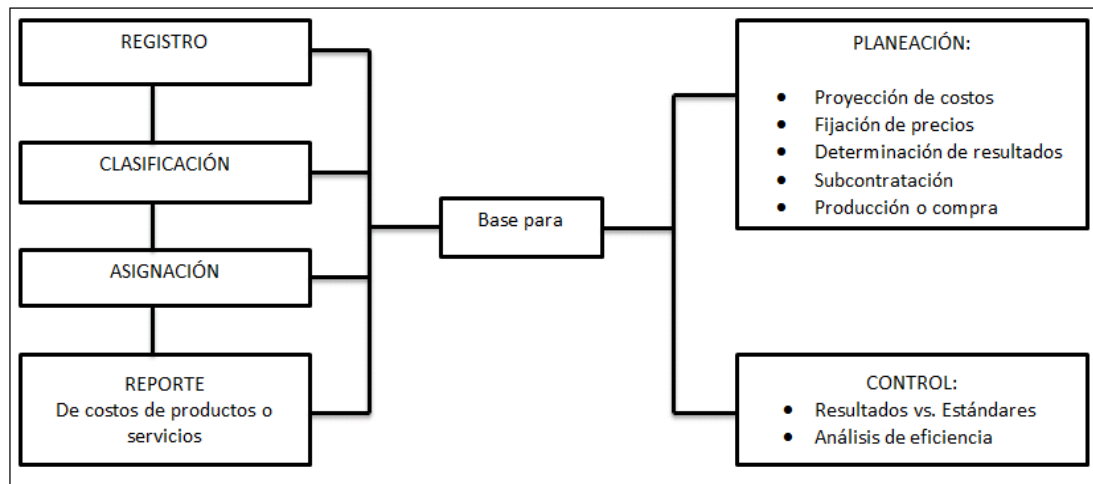 REGISTRO
CLASIFICACIÓN
ASIGNACIÓN
REPORTE
De costos de productos o
servicios
Base para
PLANEACIÓN:
• Proyección de costos
• Fijación de precios
• Determinación de resultados
• Subcontratación
• Producción o compra
CONTROL:
• Resultados vs. Estándares
• Análisis de eficiencia